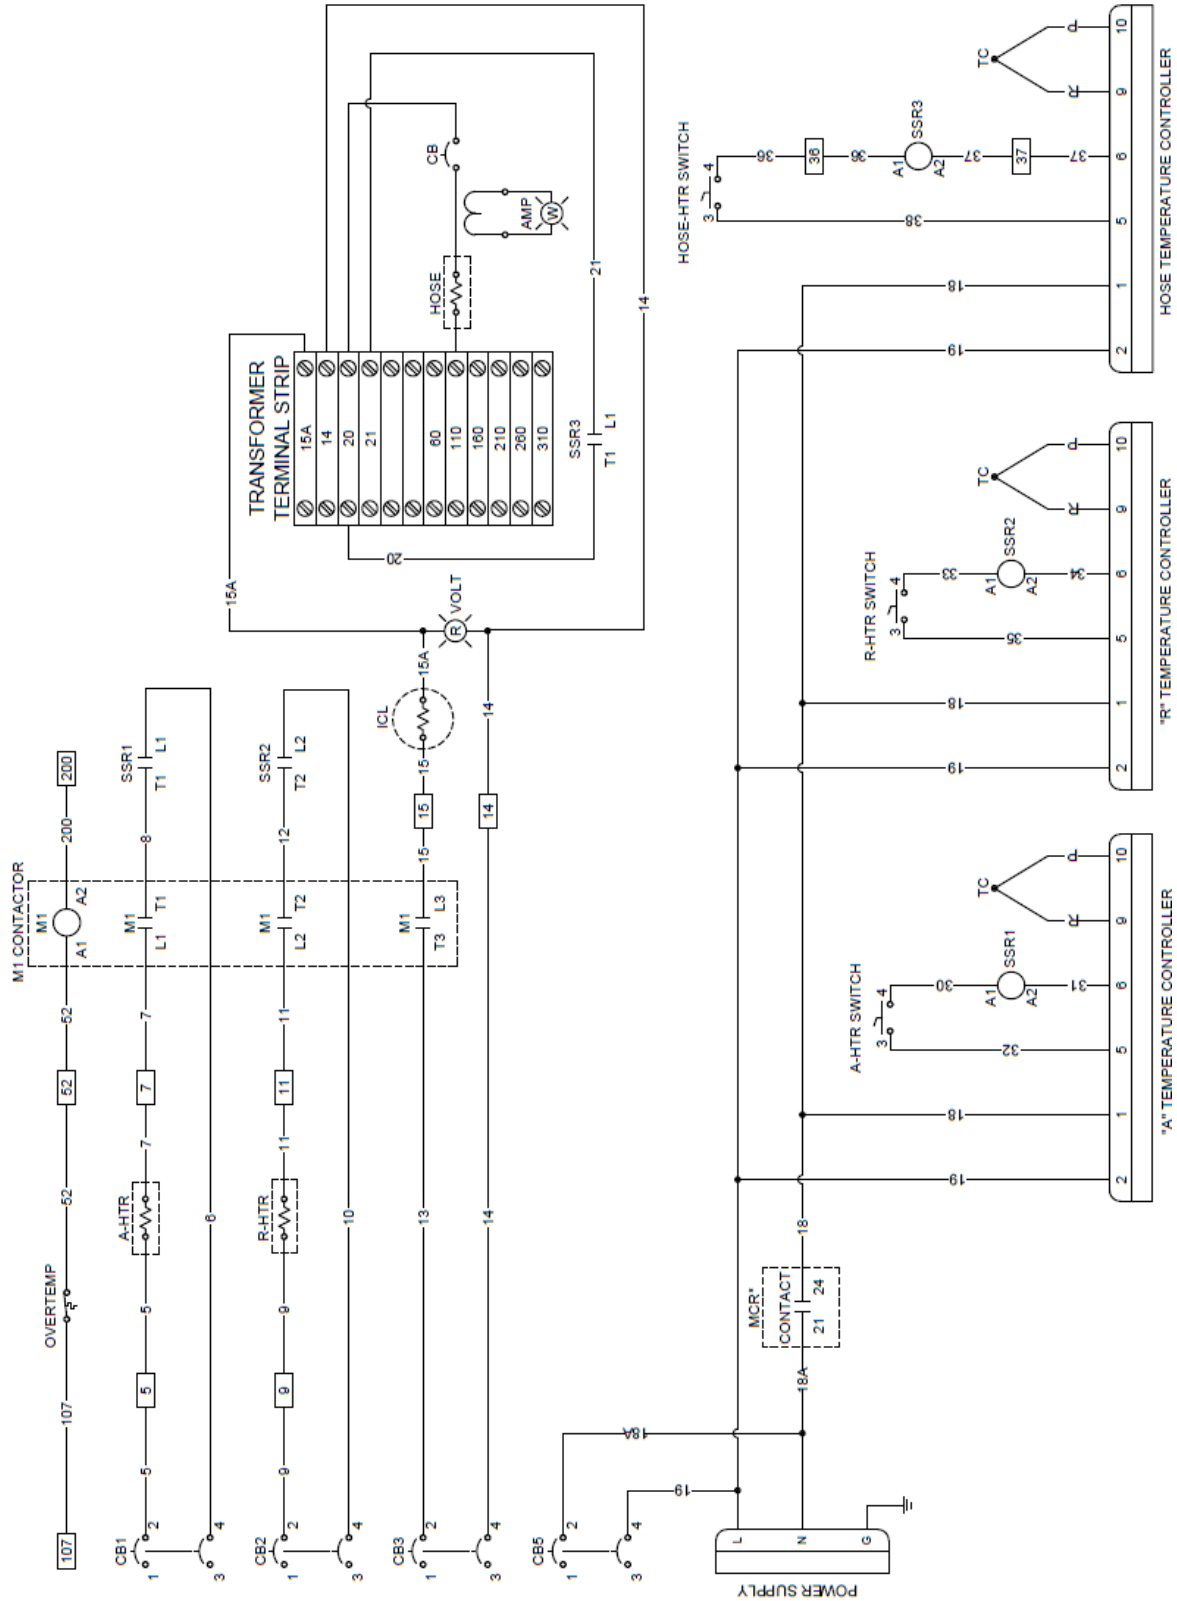 107
107
OVERTEMP
52
52
52
M1 CONTACTOR
M1
A1
A2
200
200
CB1
1
2
3
4
5
5
5
A-HTR
7
7
7
M1
L1
T1
8
SSR1
T1
L1
6
CB2
1
2
3
4
9
9
9
R-HTR
11
11
11
M1
L2
T2
12
SSR2
T2
L2
10
CB3
1
2
3
4
13
M1
T3
L3
15
15
15
ICL
15A
15A
14
14
14
14
R
VOLT
TRANSFORMER
TERMINAL STRIP
15A
14
20
21
60
110
160
210
260
310
20
HOSE
AMP
W
CB
SSR3
T1
L1
21
CB5
1
2
3
4
18A
19
POWER SUPPLY
L
N
G
18A
MCR"
CONTACT
21
24
18
"A" TEMPERATURE CONTROLLER
2
1
5
6
9
10
19
18
32
A-HTR SWITCH
3
4
30
A1
A2
SSR1
31
TC
R
P
"R" TEMPERATURE CONTROLLER
2
1
5
6
9
10
19
18
35
R-HTR SWITCH
3
4
33
A1
A2
SSR2
34
TC
R
P
HOSE TEMPERATURE CONTROLLER
2
1
5
6
9
10
19
18
38
HOSE-HTR SWITCH
3
4
36
36
36
A1
A2
SSR3
37
37
37
TC
R
P